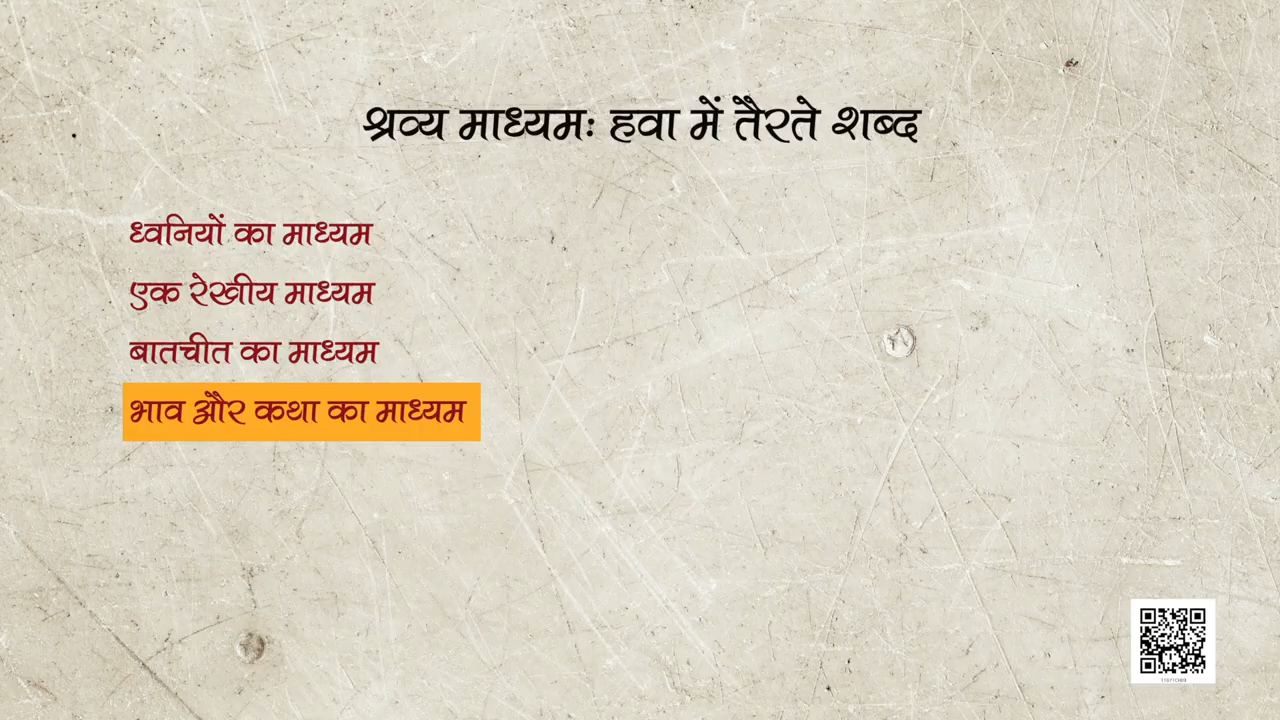 श्रव्य माध्यमः हवा में तैरते शब्द
ध्वनियों का माध्यम
एक रेखीय माध्यम
बातचीत का माध्यम
भाव और कथा का माध्यम